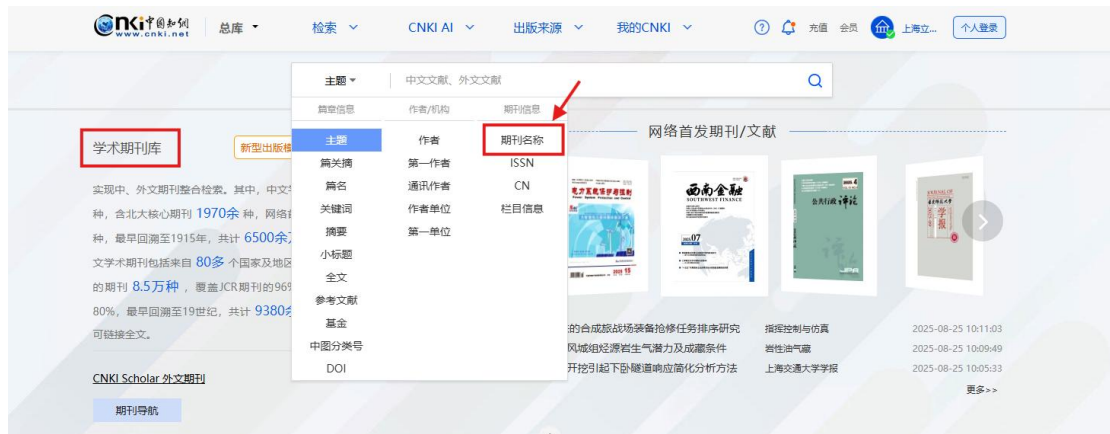 Cnki中国知网
www.cnki.net
总库
检索
CNKI AI
出版来源
我的CNKI
充值
会员
上海立...
个人登录
主题
中文文献、外文文献
篇章信息
作者/机构
期刊信息
主题
作者
期刊名称
篇关摘
第一作者
ISSN
篇名
通讯作者
CN
关键词
作者单位
栏目信息
摘要
第一单位
小标题
全文
参考文献
基金
中图分类号
DOI
学术期刊库
新型出版模
实现中、外文期刊整合检索。其中，中文
种，含北大核心期刊 1970余 种，网络首
种，最早回溯至1915年，共计 6500余
文学术期刊包括来自 80多 个国家及地区
的期刊 8.5万种 ，覆盖JCR期刊的96%
80%，最早回溯至19世纪，共计 9380余
可链接全文。
CNKI Scholar 外文期刊
期刊导航
网络首发期刊/文献
电力系统保护与控制
西南金融
SOUTHWEST FINANCE
07
公共行政评论
学报
的合成旅战场装备抢修任务排序研究
指挥控制与仿真
2025-08-25 10:11:03
风城组烃源岩生气潜力及成藏条件
岩性油气藏
2025-08-25 10:09:49
开挖引起下卧隧道响应简化分析方法
上海交通大学学报
2025-08-25 10:05:33
更多>>